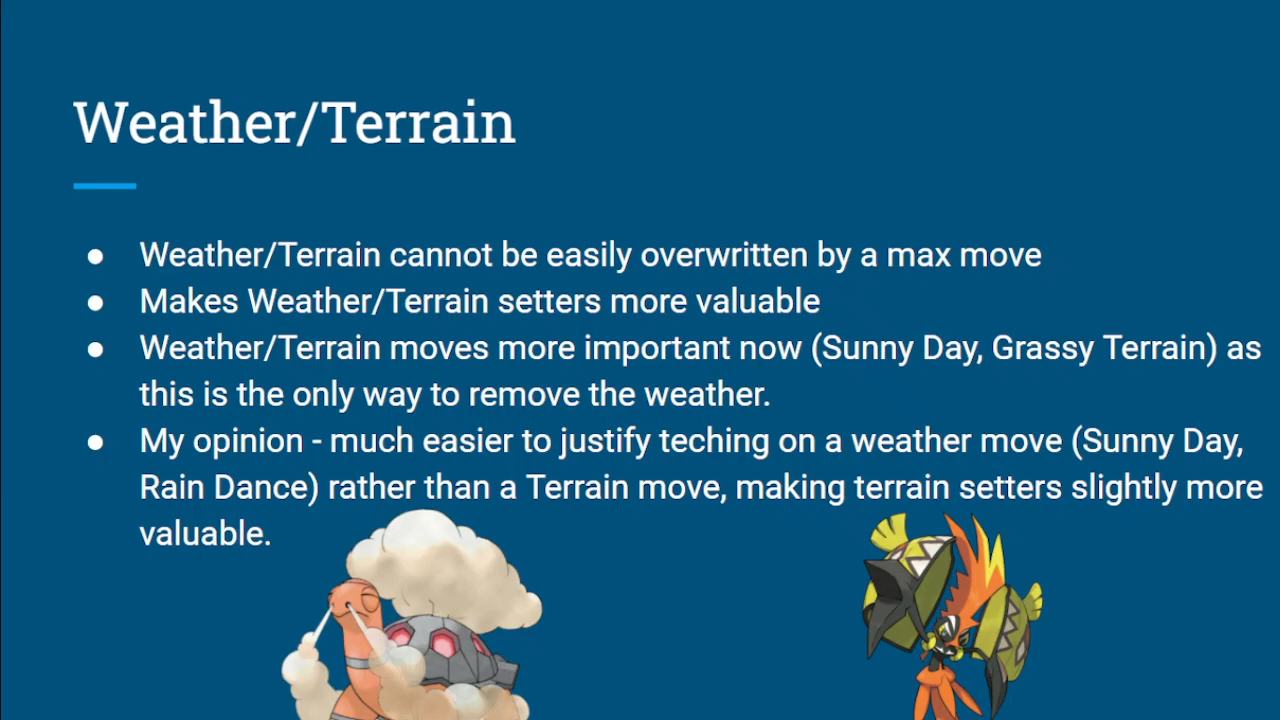 Weather/Terrain
● Weather/Terrain cannot be easily overwritten by a max move
● Makes Weather/Terrain setters more valuable
● Weather/Terrain moves more important now (Sunny Day, Grassy Terrain) as
this is the only way to remove the weather.
● My opinion - much easier to justify teching on a weather move (Sunny Day,
Rain Dance) rather than a Terrain move, making terrain setters slightly more
valuable.